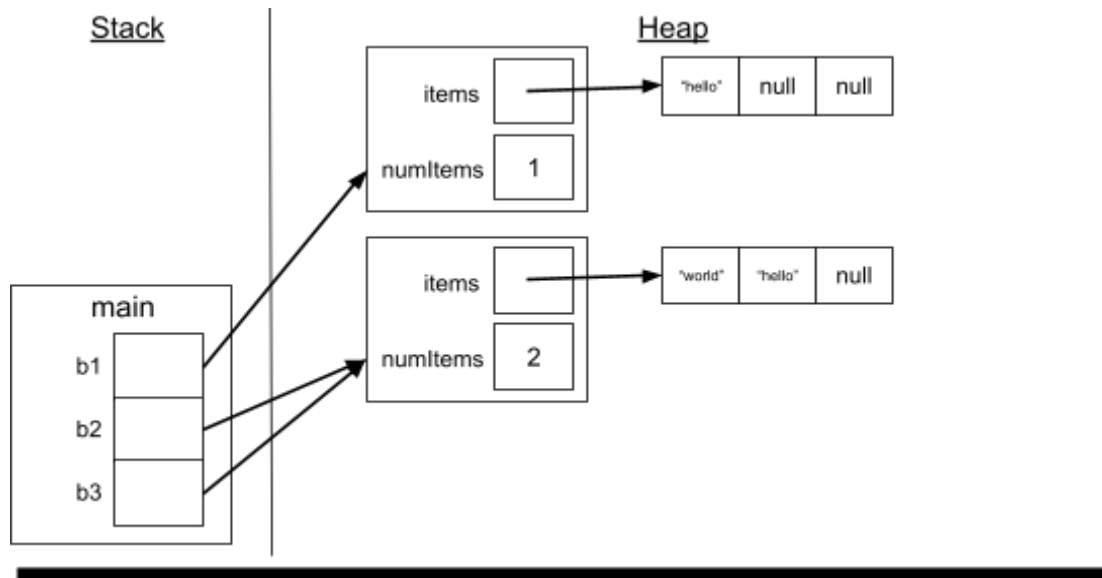 Stack
Heap
items
"hello" null null
numItems 1
items
"world" "hello" null
numItems 2
main
b1
b2
b3